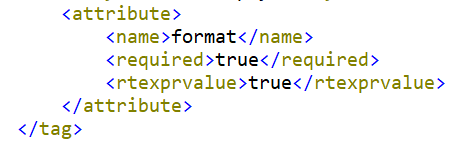 <attribute>
<name>format</name>
<required>true</required>
<rtexprvalue>true</rtexprvalue>
</attribute>
</tag>